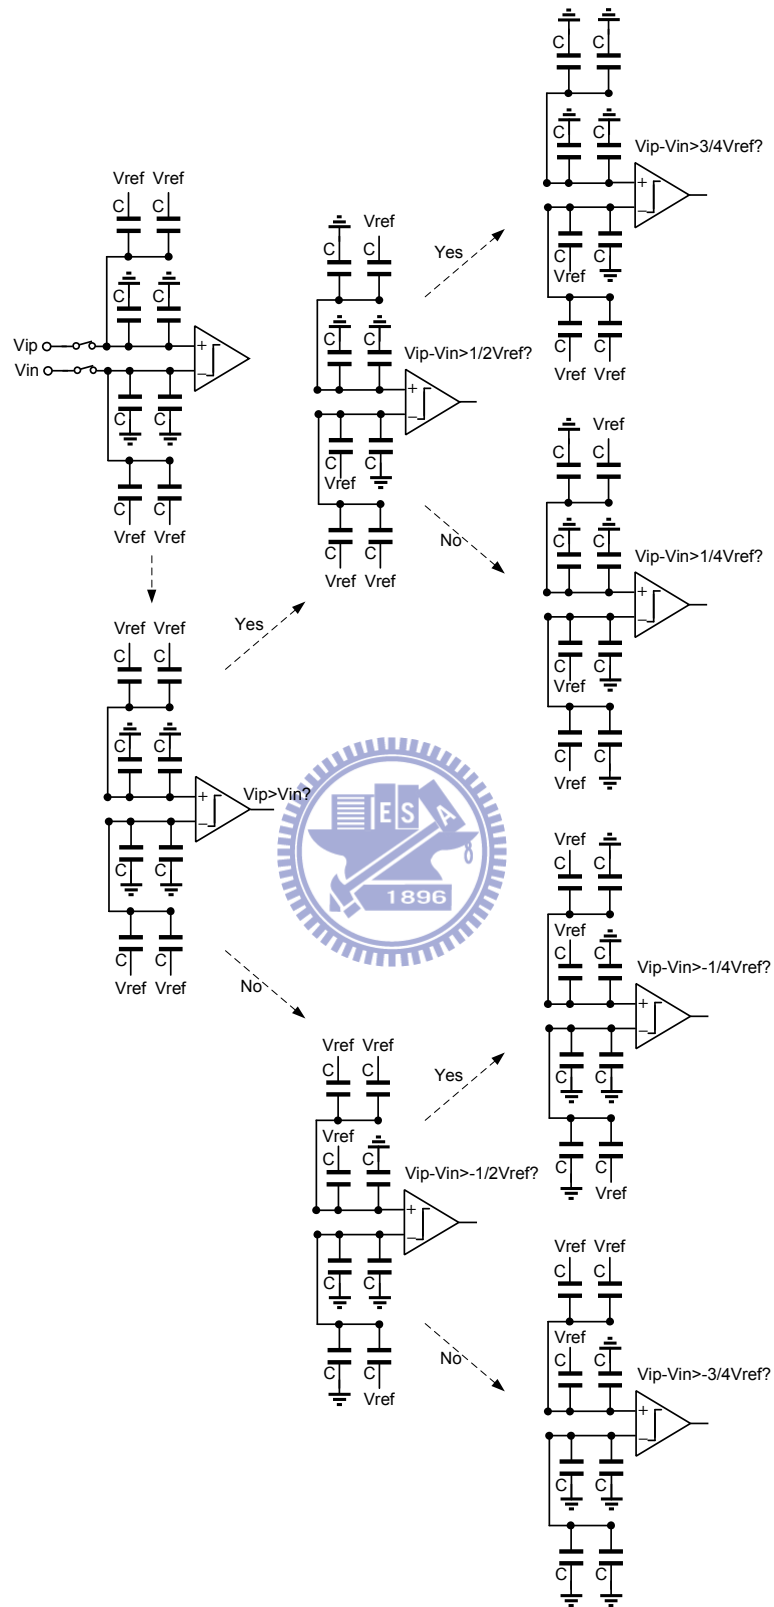 Vref Vref
C C
C C
Vip
Vin
+
−
C C
C C
Vref Vref
Vref Vref
C C
C C
+
−
Vip>Vin?
C C
C C
Vref Vref
Yes
No
Vref
C C
C C
Vip-Vin>1/2Vref?
+
−
C C
Vref
C C
Vref Vref
Yes
No
Vref Vref
C C
Vref
C C
Vip-Vin>-1/2Vref?
+
−
C C
C C
Vref
Yes
No
C C
C C
Vip-Vin>3/4Vref?
+
−
C C
Vref
C C
Vref Vref
Vref
C C
C C
Vip-Vin>1/4Vref?
+
−
C C
Vref
C C
Vref
Vref
C C
Vref
C C
Vip-Vin>-1/4Vref?
+
−
C C
C C
Vref
Vref Vref
C C
Vref
C C
Vip-Vin>-3/4Vref?
+
−
C C
C C
E S A
1896